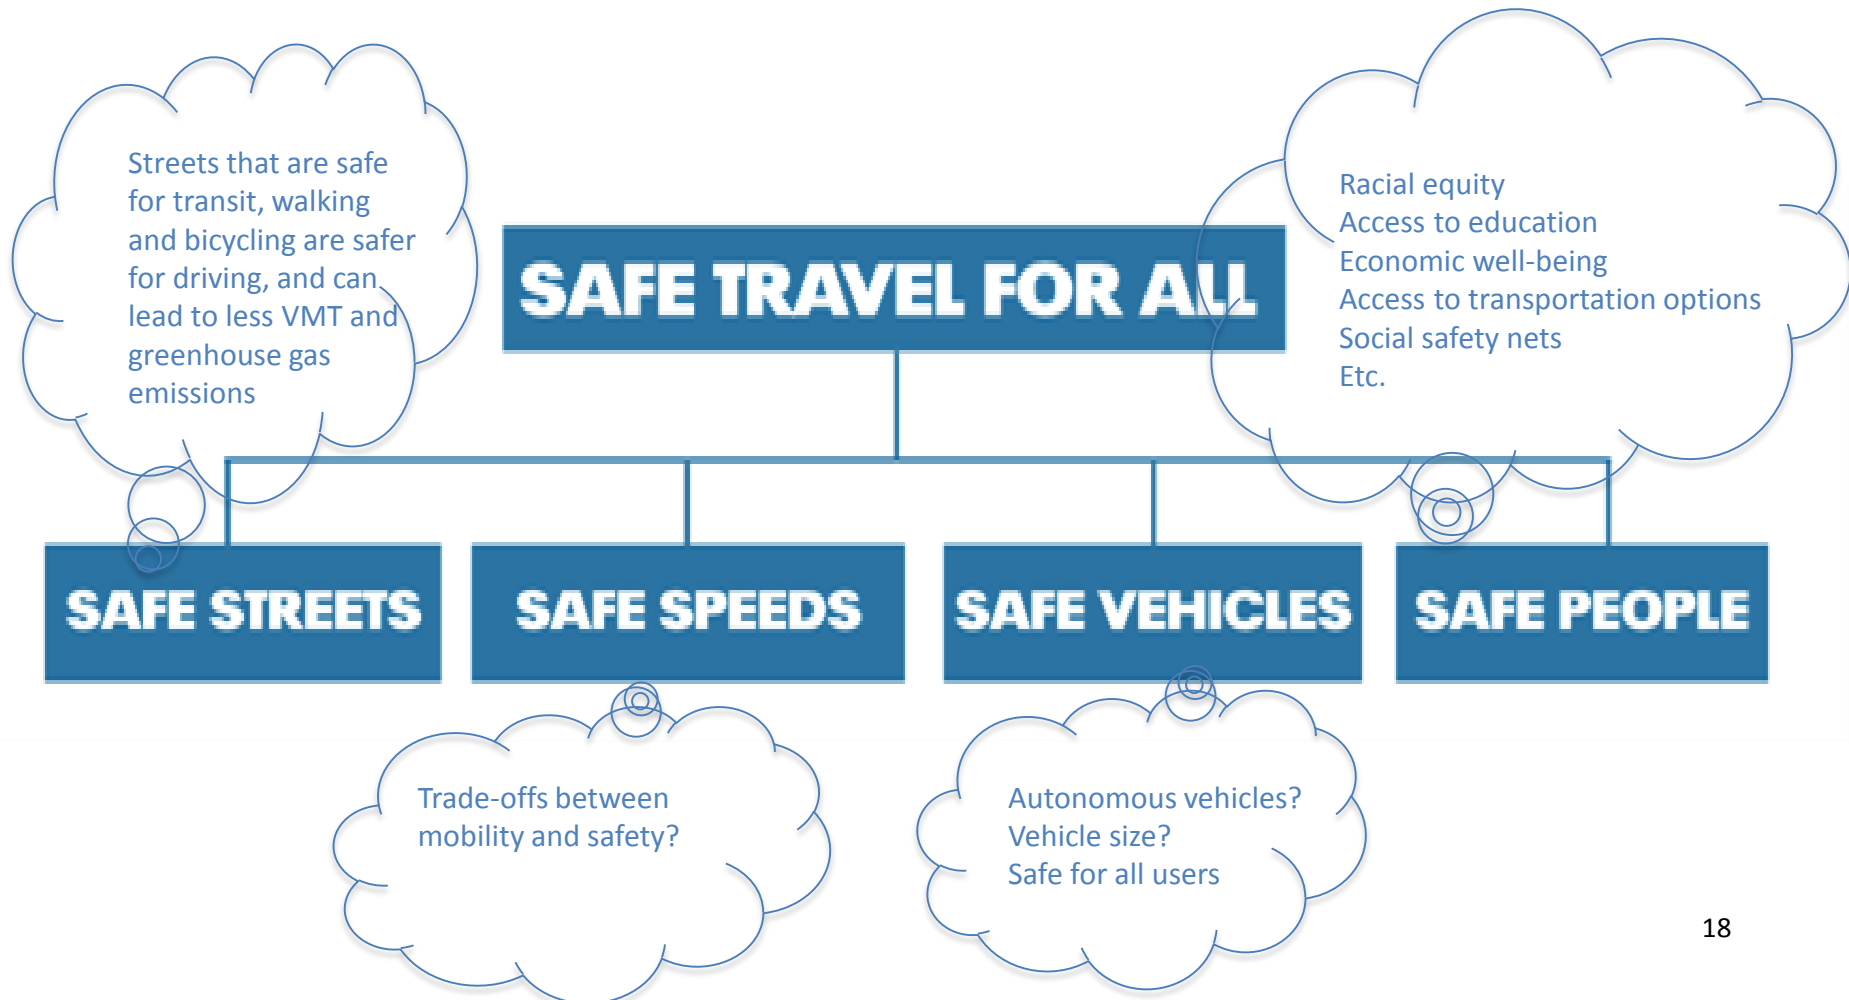 Streets that are safe
for transit, walking
and bicycling are safer
for driving, and can
lead to less VMT and
greenhouse gas
emissions
SAFE TRAVEL FOR ALL
Racial equity
Access to education
Economic well-being
Access to transportation options
Social safety nets
Etc.
SAFE STREETS
SAFE SPEEDS
SAFE VEHICLES
SAFE PEOPLE
Trade-offs between
mobility and safety?
Autonomous vehicles?
Vehicle size?
Safe for all users
18